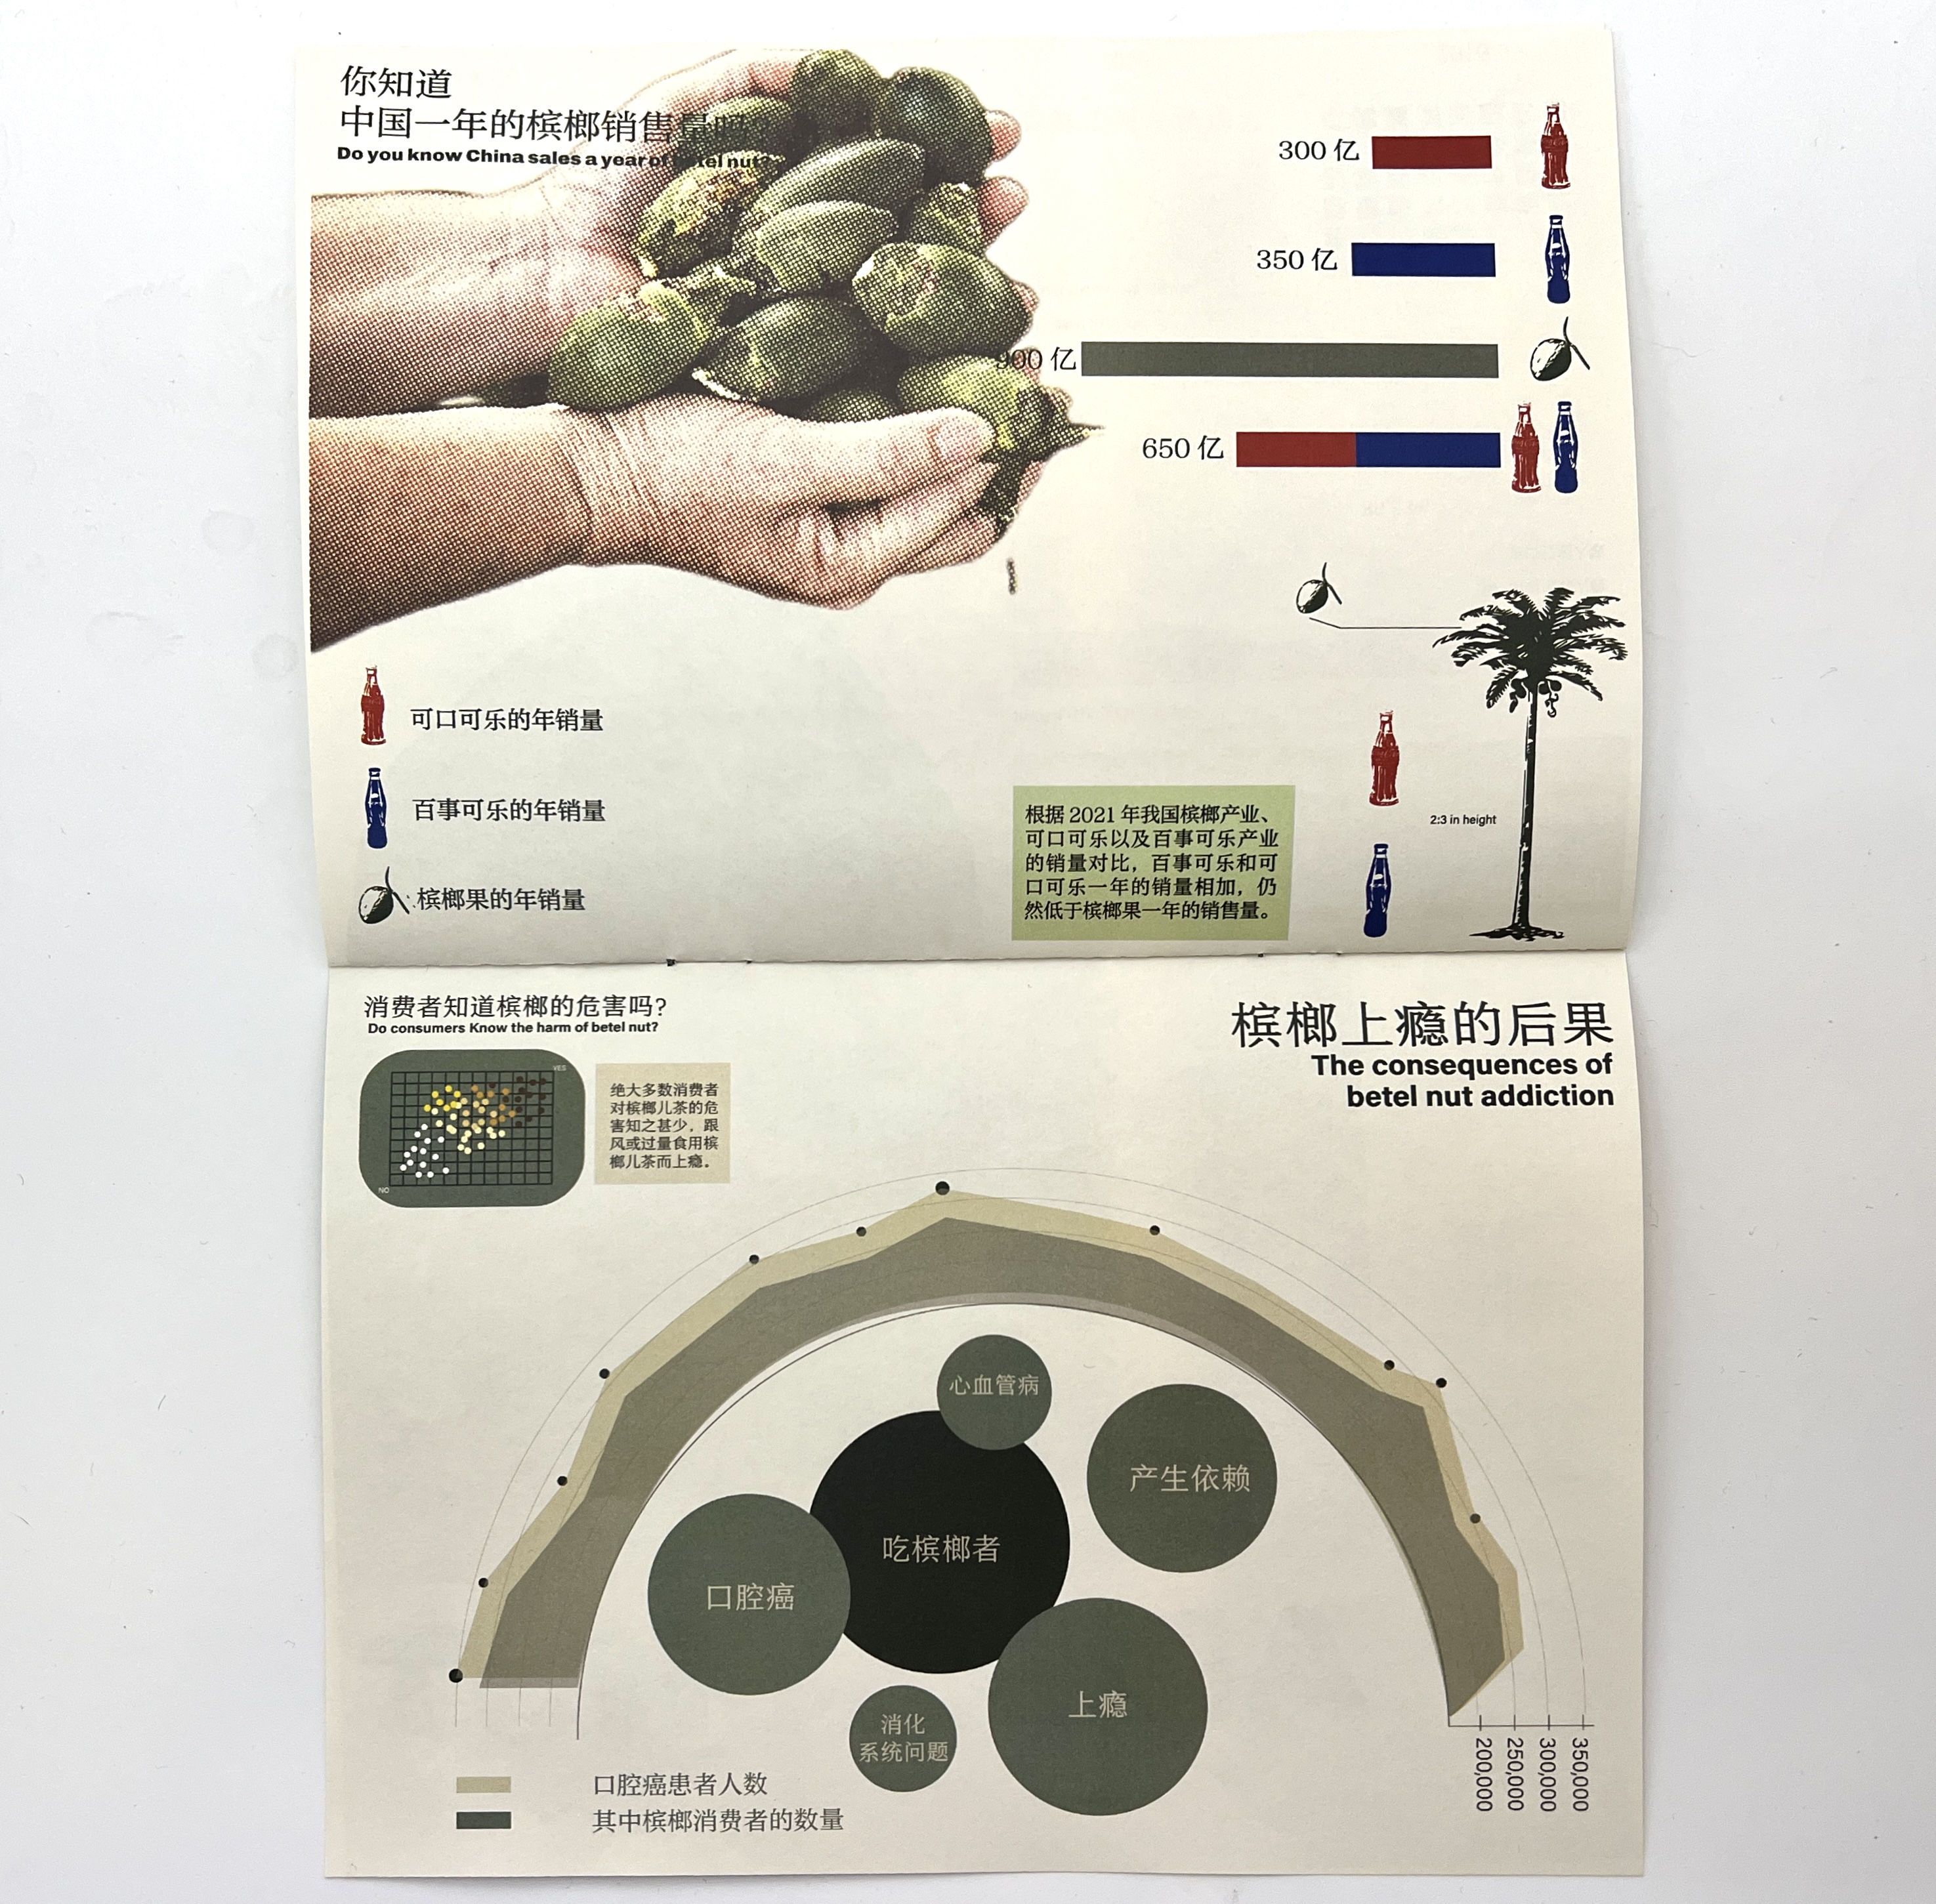 你知道
中国一年的槟榔销售量吗?
Do you know China sales a year of betel nut?
300 亿
350 亿
900 亿
650 亿
可口可乐的年销量
百事可乐的年销量
槟榔果的年销量
根据 2021 年我国槟榔产业、
可口可乐以及百事可乐产业
的销量对比，百事可乐和可
口可乐一年的销量相加，仍
然低于槟榔果一年的销售量。
2:3 in height
消费者知道槟榔的危害吗?
Do consumers Know the harm of betel nut?
YES
NO
绝大多数消费者
对槟榔儿茶的危
害知之甚少，跟
风或过量食用槟
榔儿茶而上瘾。
槟榔上瘾的后果
The consequences of
betel nut addiction
心血管病
产生依赖
吃槟榔者
口腔癌
上瘾
消化
系统问题
200,000
250,000
300,000
350,000
口腔癌患者人数
其中槟榔消费者的数量